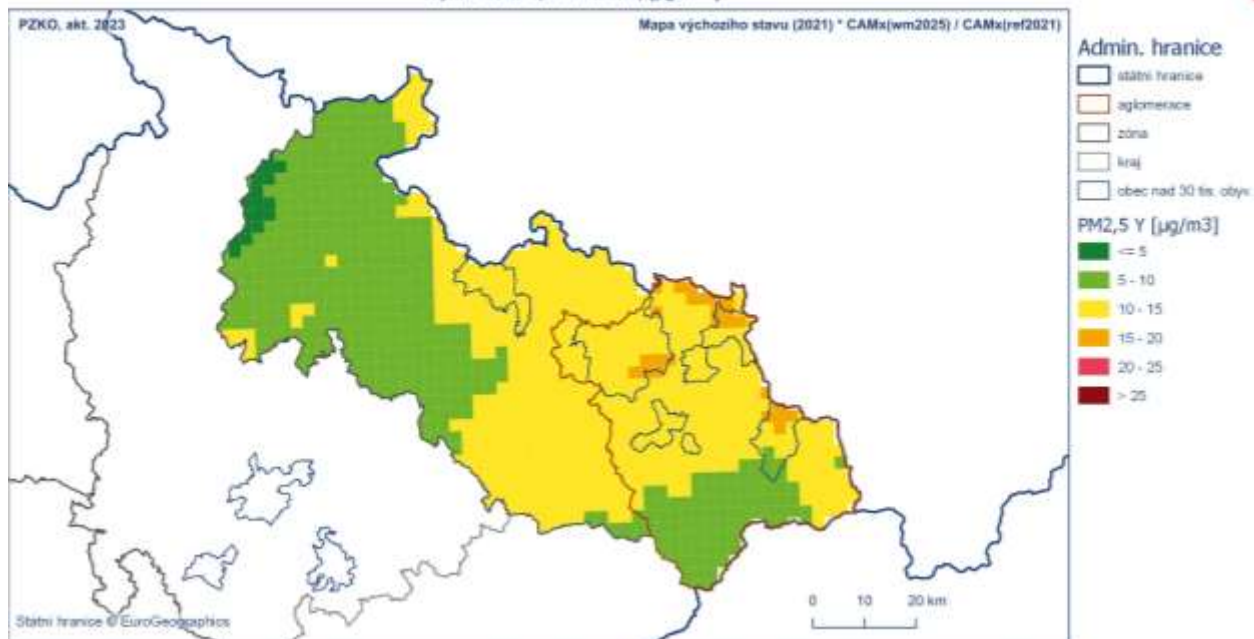 PZKO, akt. 2023
Mapa výchozího stavu (2021) * CAMx(wm2025) / CAMx(ref2021)
Admin. hranice
státní hranice
aglomerace
zóna
kraj
obec nad 30 tis. obyv.
PM2,5 Y [µg/m3]
<= 5
5 - 10
10 - 15
15 - 20
20 - 25
> 25
0 10 20 km
Státní hranice © EuroGeographics